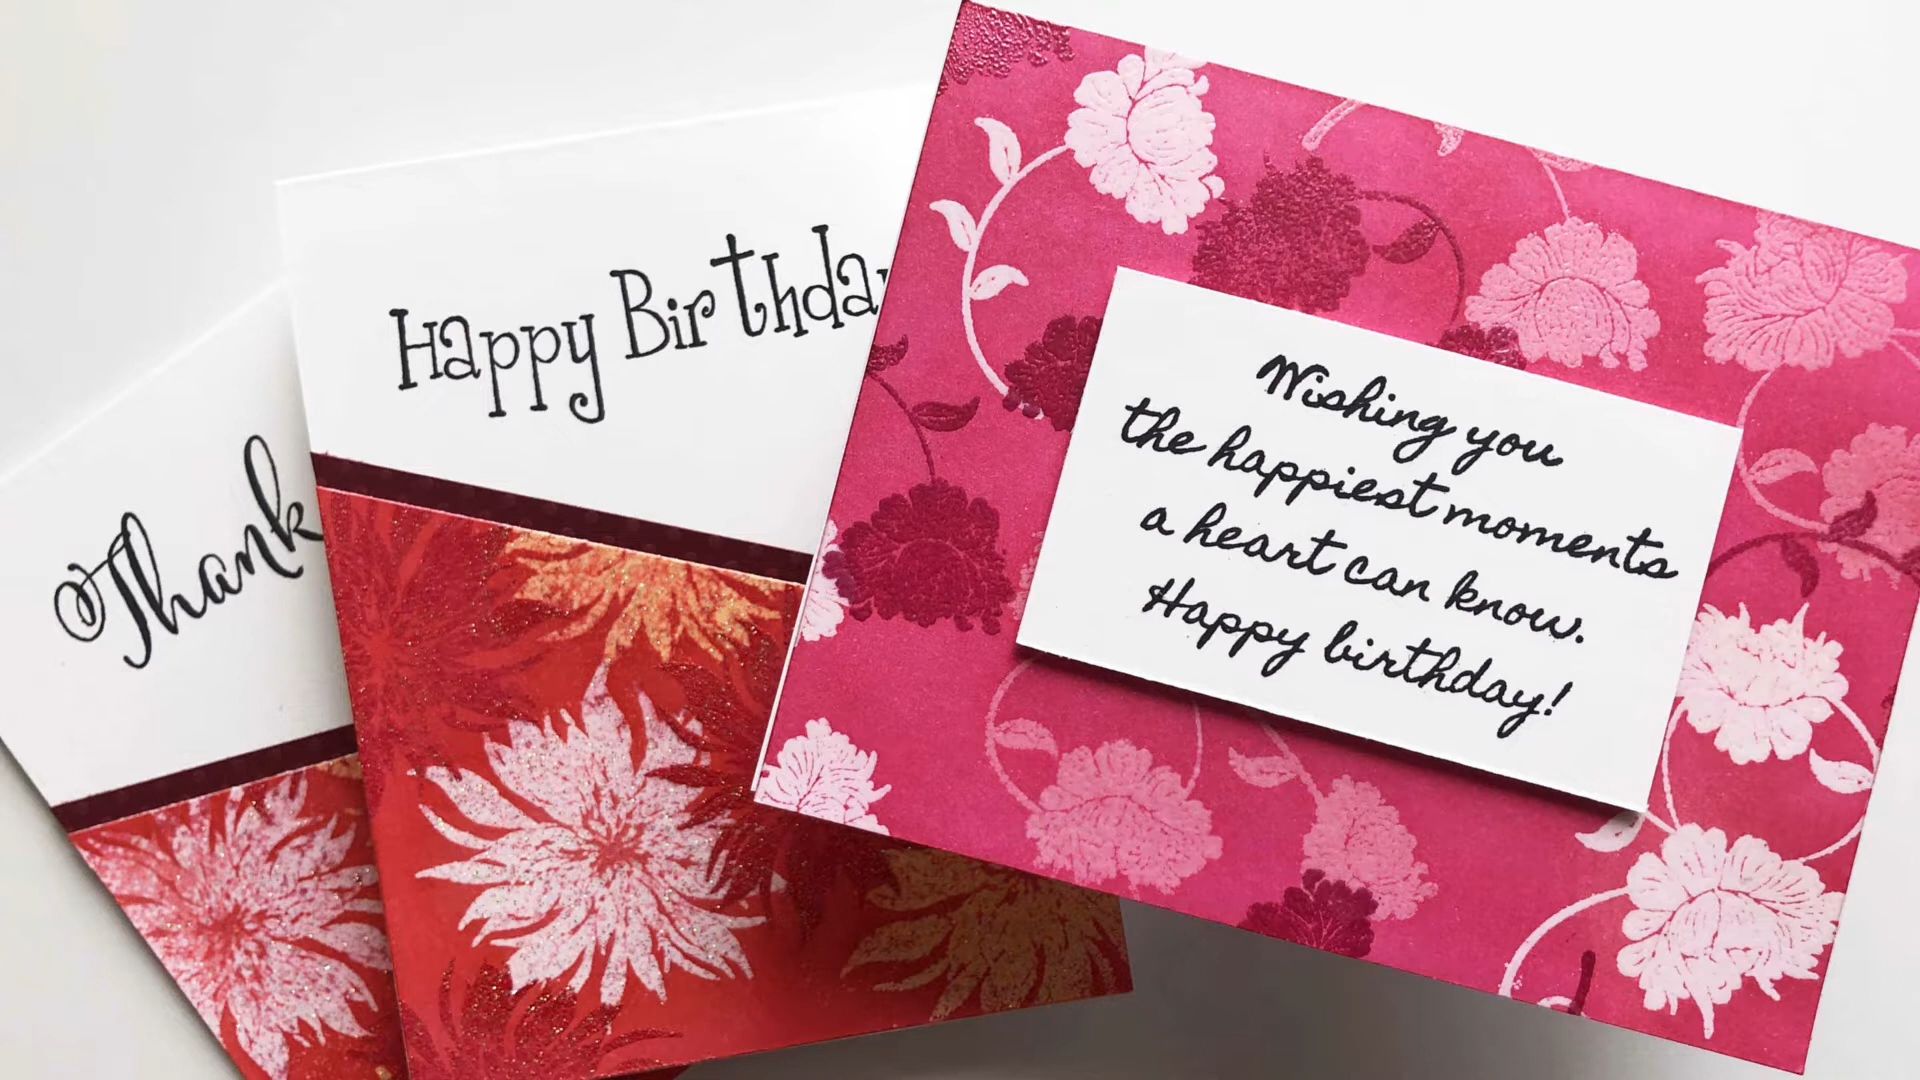 Thank
Happy Birthday
Wishing you
the happiest moments
a heart can know.
Happy birthday!